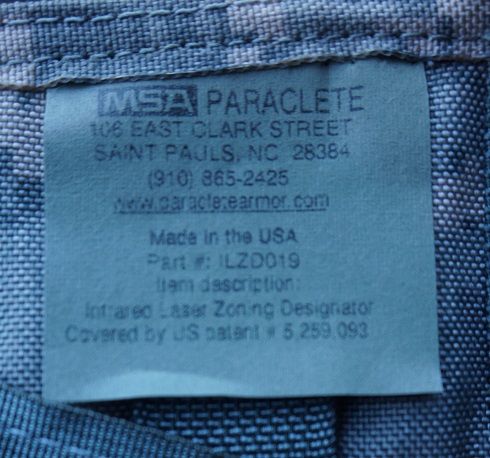 MSA PARACLETE
106 EAST CLARK STREET
SAINT PAULS, NC 28384
(910) 865-2425
www.paracletearmor.com
Made in the USA
Part #: ILZD019
Item description:
Infrared Laser Zoning Designator
Covered by US patent # 5,259,093